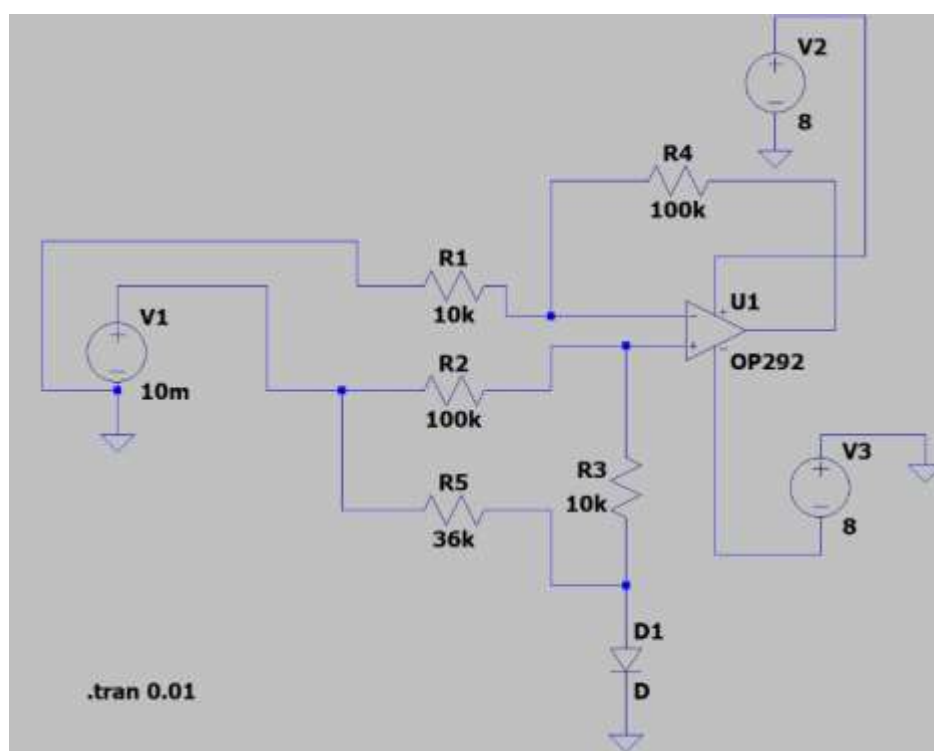 V2
8
R4
100k
R1
10k
U1
OP292
V1
10m
R2
100k
V3
8
R3
10k
R5
36k
D1
D
.tran 0.01